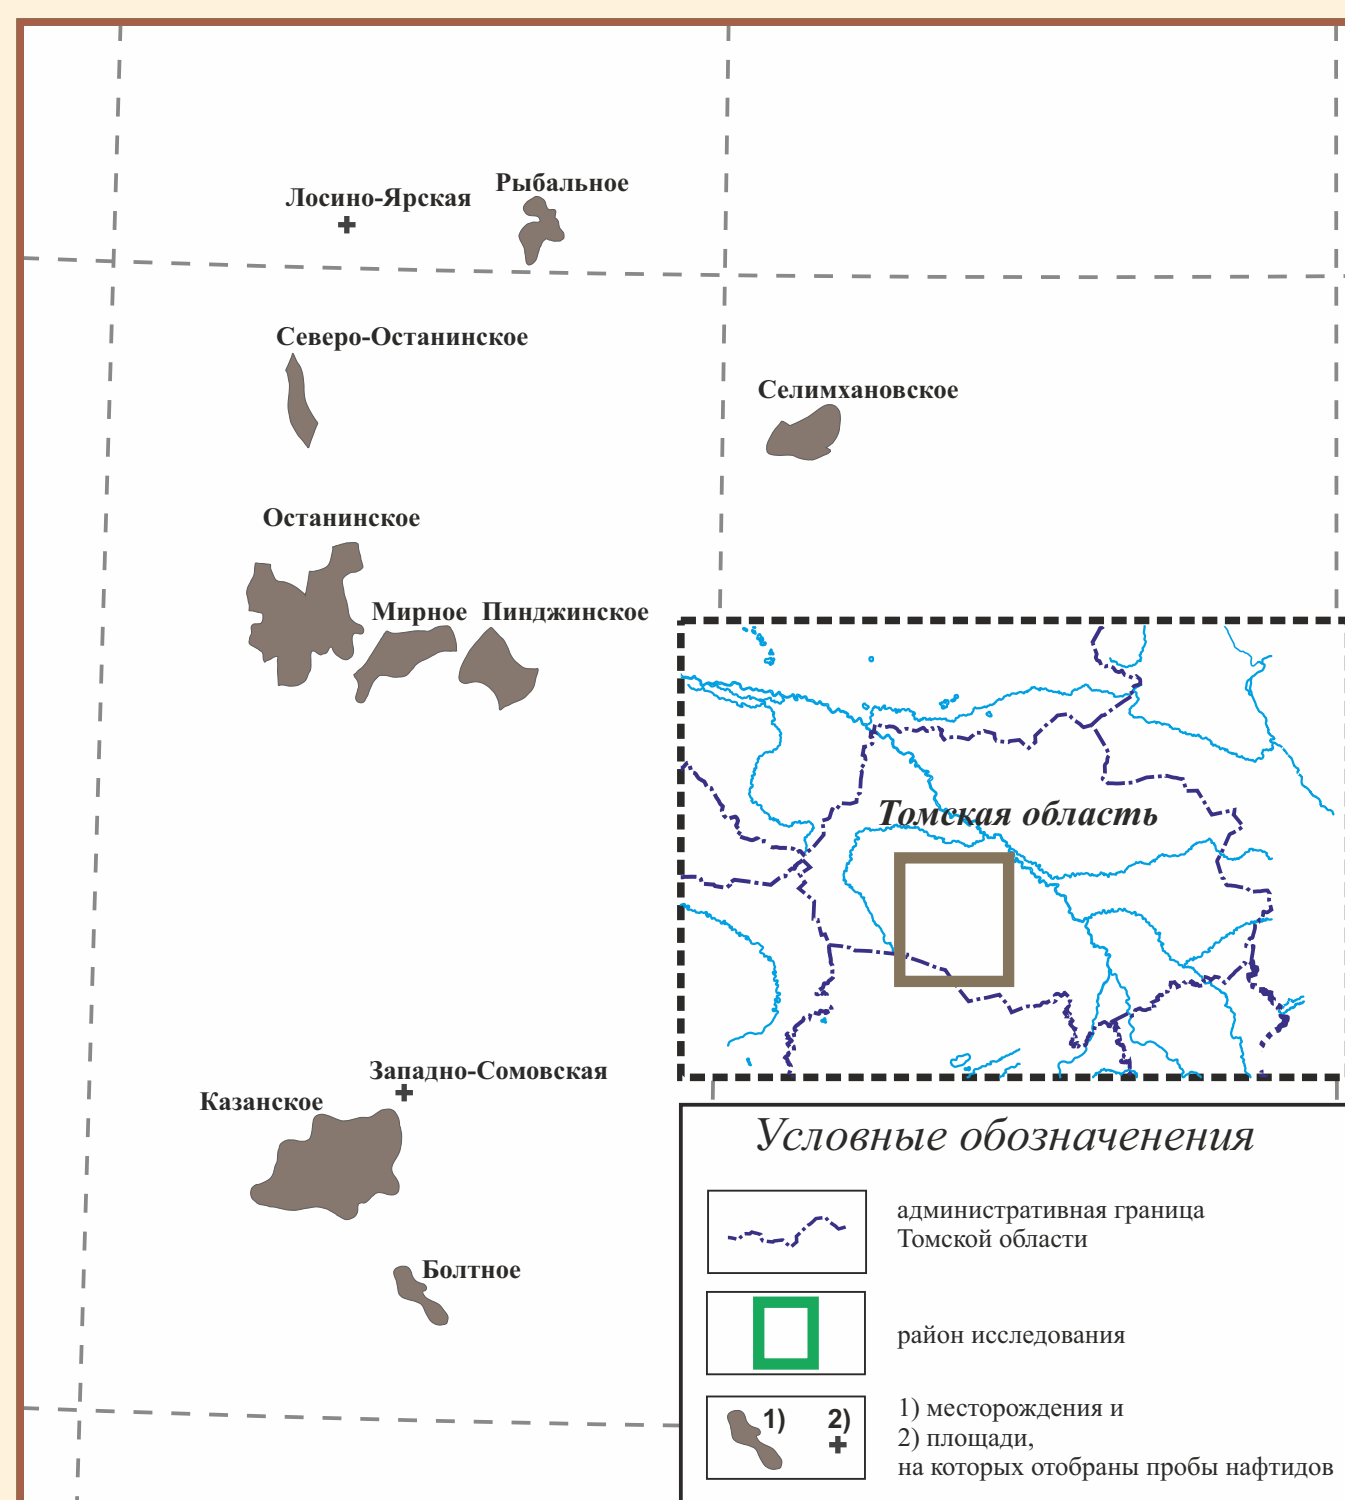 Рыбальное
Лосино-Ярская
Северо-Останинское
Селимхановское
Останинское
Мирное
Пинджинское
Томская область
Западно-Сомовская
Казанское
Болтное
Условные обозначенения
административная граница
Томской области
район исследования
1)
2)
1) месторождения и
2) площади,
на которых отобраны пробы нафтидов